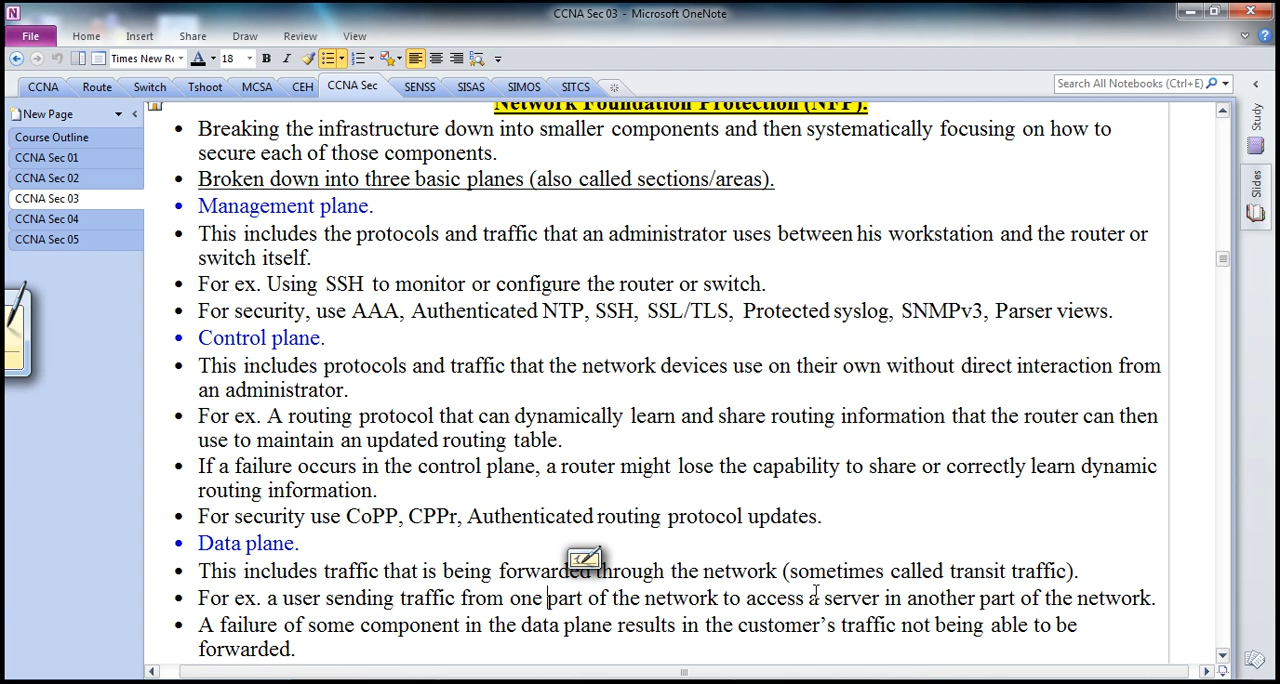 CCNA Sec 03 - Microsoft OneNote
File Home Insert Share Draw Review View
Times New Rc 18 B I
CCNA Route Switch Tshoot MCSA CEH CCNA Sec SENSS SISAS SIMOS SITCS Search All Notebooks (Ctrl+E)
New Page
Course Outline
CCNA Sec 01
CCNA Sec 02
CCNA Sec 03
CCNA Sec 04
CCNA Sec 05
Network Foundation Protection (NFP).
• Breaking the infrastructure down into smaller components and then systematically focusing on how to
secure each of those components.
• Broken down into three basic planes (also called sections/areas).
• Management plane.
• This includes the protocols and traffic that an administrator uses between his workstation and the router or
switch itself.
• For ex. Using SSH to monitor or configure the router or switch.
• For security, use AAA, Authenticated NTP, SSH, SSL/TLS, Protected syslog, SNMPv3, Parser views.
• Control plane.
• This includes protocols and traffic that the network devices use on their own without direct interaction from
an administrator.
• For ex. A routing protocol that can dynamically learn and share routing information that the router can then
use to maintain an updated routing table.
• If a failure occurs in the control plane, a router might lose the capability to share or correctly learn dynamic
routing information.
• For security use CoPP, CPPr, Authenticated routing protocol updates.
• Data plane.
• This includes traffic that is being forwarded through the network (sometimes called transit traffic).
• For ex. a user sending traffic from one part of the network to access a server in another part of the network.
• A failure of some component in the data plane results in the customer's traffic not being able to be
forwarded.
Study
Slides